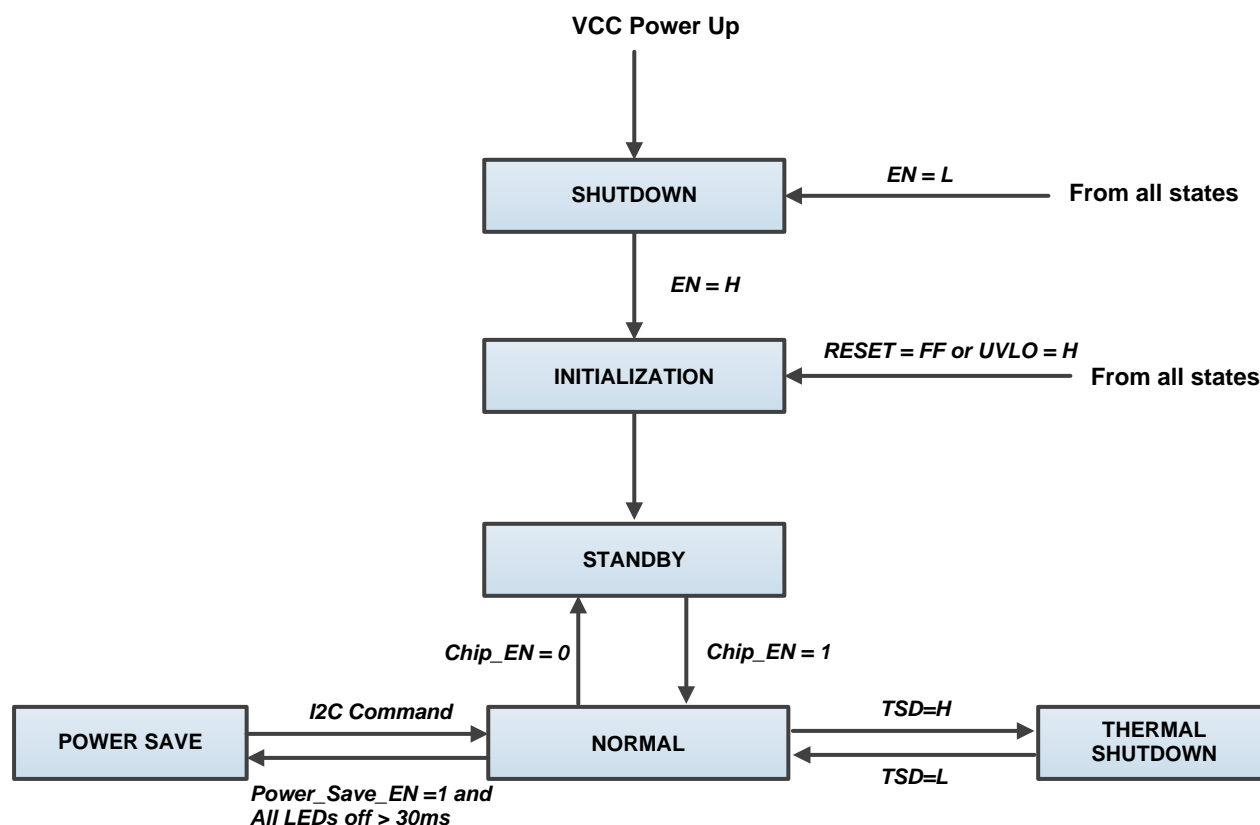 VCC Power Up
SHUTDOWN
EN = L
From all states
EN = H
INITIALIZATION
RESET = FF or UVLO = H
From all states
STANDBY
Chip_EN = 0
Chip_EN = 1
POWER SAVE
I2C Command
NORMAL
TSD=H
THERMAL
SHUTDOWN
TSD=L
Power_Save_EN =1 and
All LEDs off > 30ms